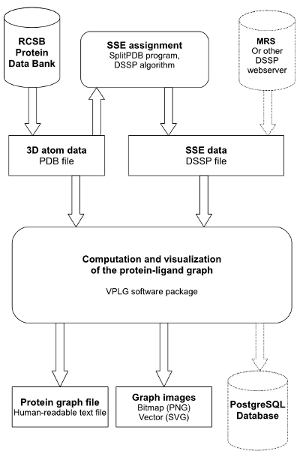 RCSB
Protein
Data Bank
SSE assignment
SplitPDB program,
DSSP algorithm
MRS
Or other
DSSP
webserver
3D atom data
PDB file
SSE data
DSSP file
Computation and visualization
of the protein-ligand graph
VPLG software package
Protein graph file
Human-readable text file
Graph images
Bitmap (PNG)
Vector (SVG)
PostgreSQL
Database